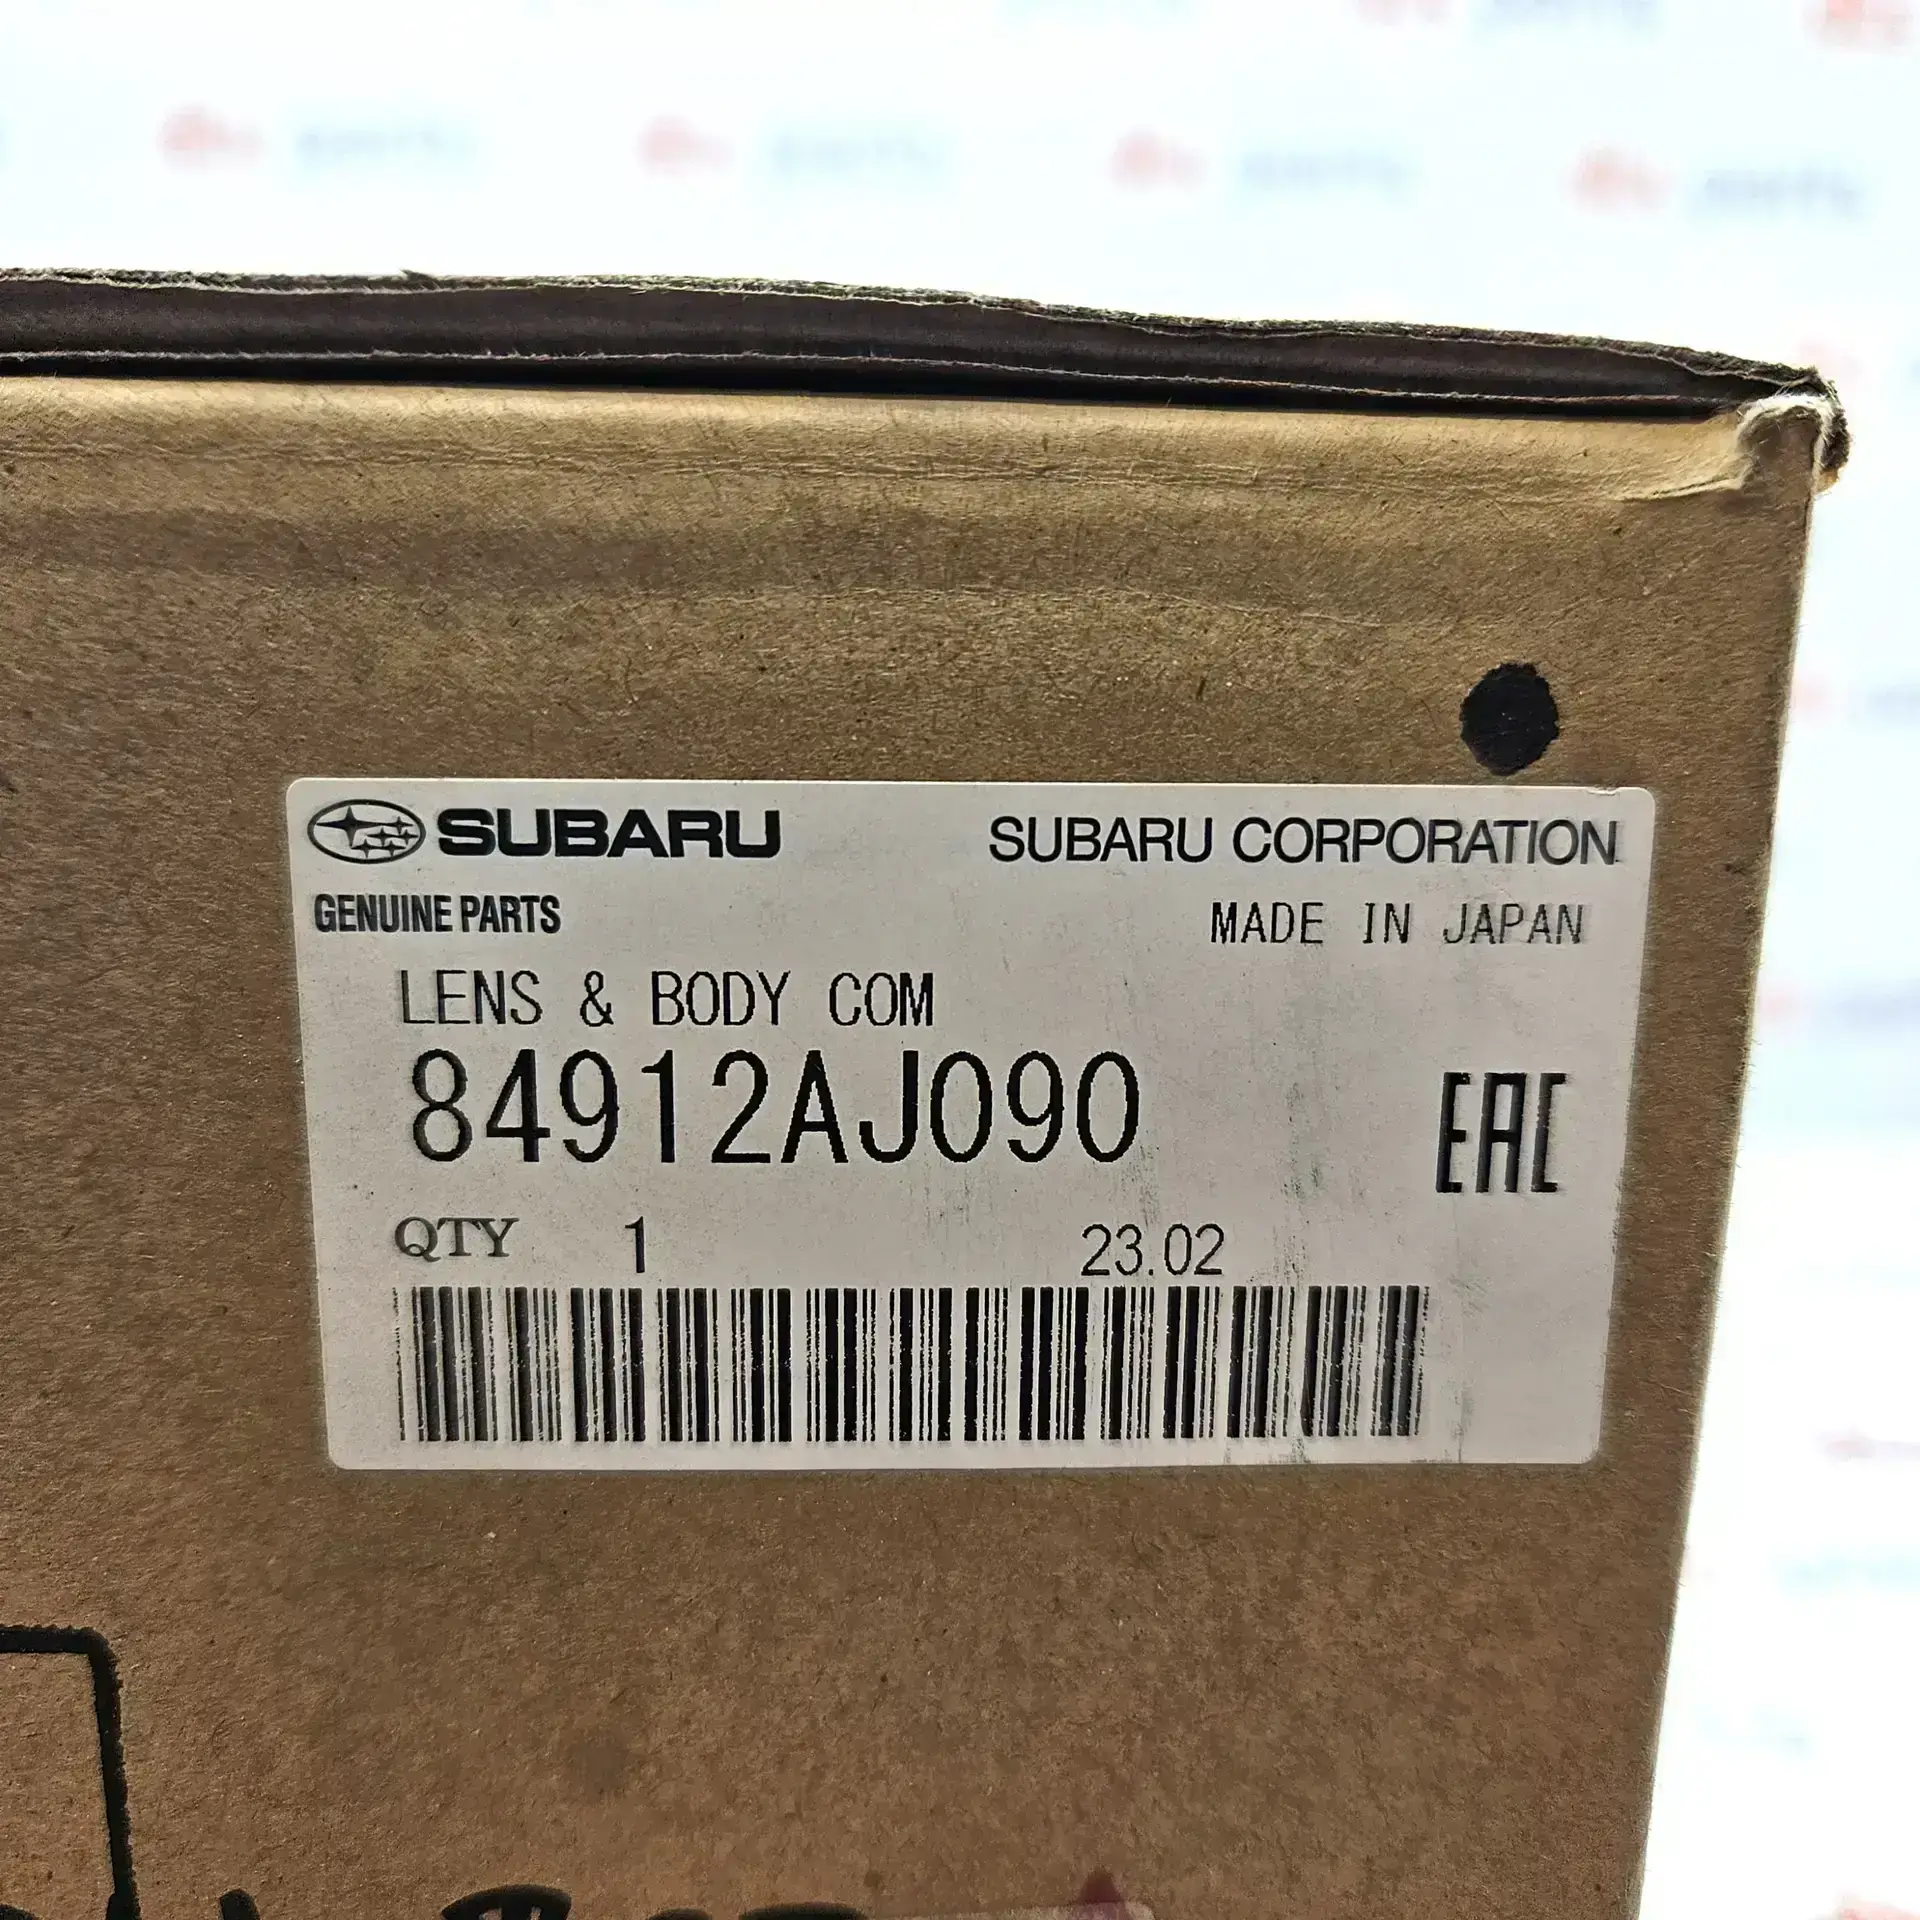 SUBARU SUBARU CORPORATION
GENUINE PARTS MADE IN JAPAN
LENS & BODY COM
84912AJ090
EAC
QTY 1 23.02